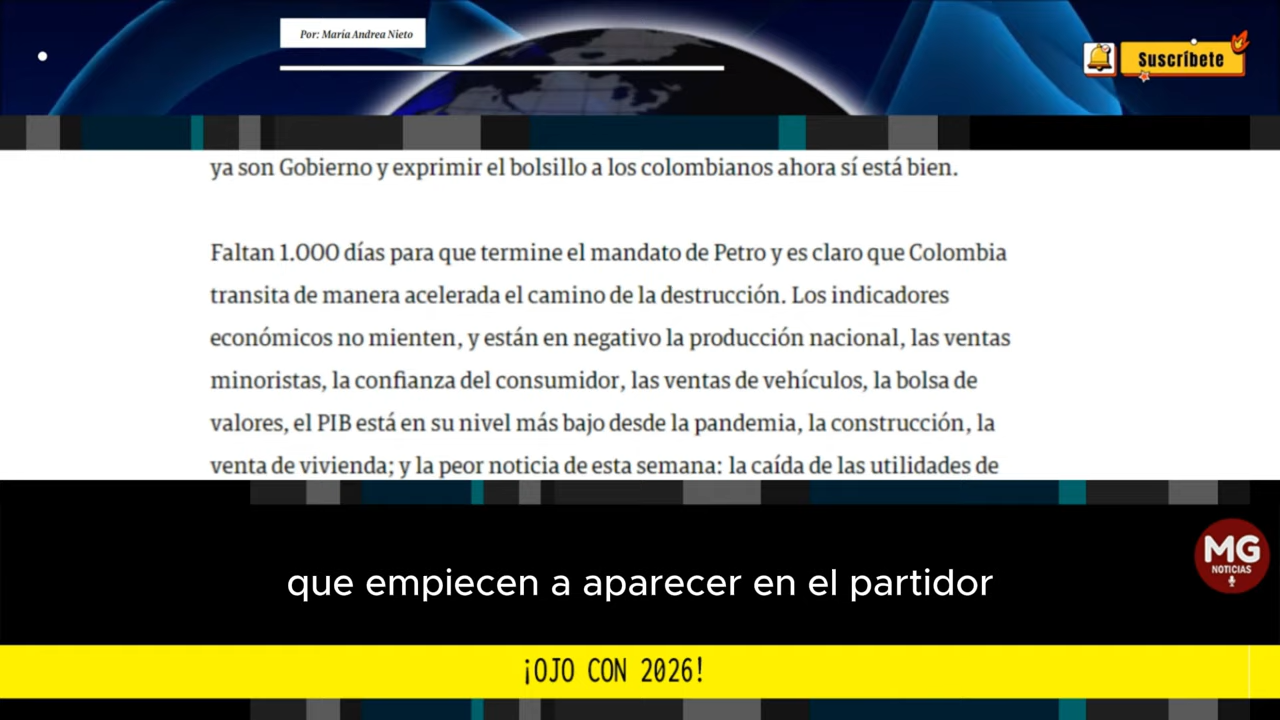 Por: María Andrea Nieto
Suscríbete
ya son Gobierno y exprimir el bolsillo a los colombianos ahora sí está bien.
Faltan 1.000 días para que termine el mandato de Petro y es claro que Colombia
transita de manera acelerada el camino de la destrucción. Los indicadores
económicos no mienten, y están en negativo la producción nacional, las ventas
minoristas, la confianza del consumidor, las ventas de vehículos, la bolsa de
valores, el PIB está en su nivel más bajo desde la pandemia, la construcción, la
venta de vivienda; y la peor noticia de esta semana: la caída de las utilidades de
MG
NOTICIAS
que empiecen a aparecer en el partidor
¡OJO CON 2026!